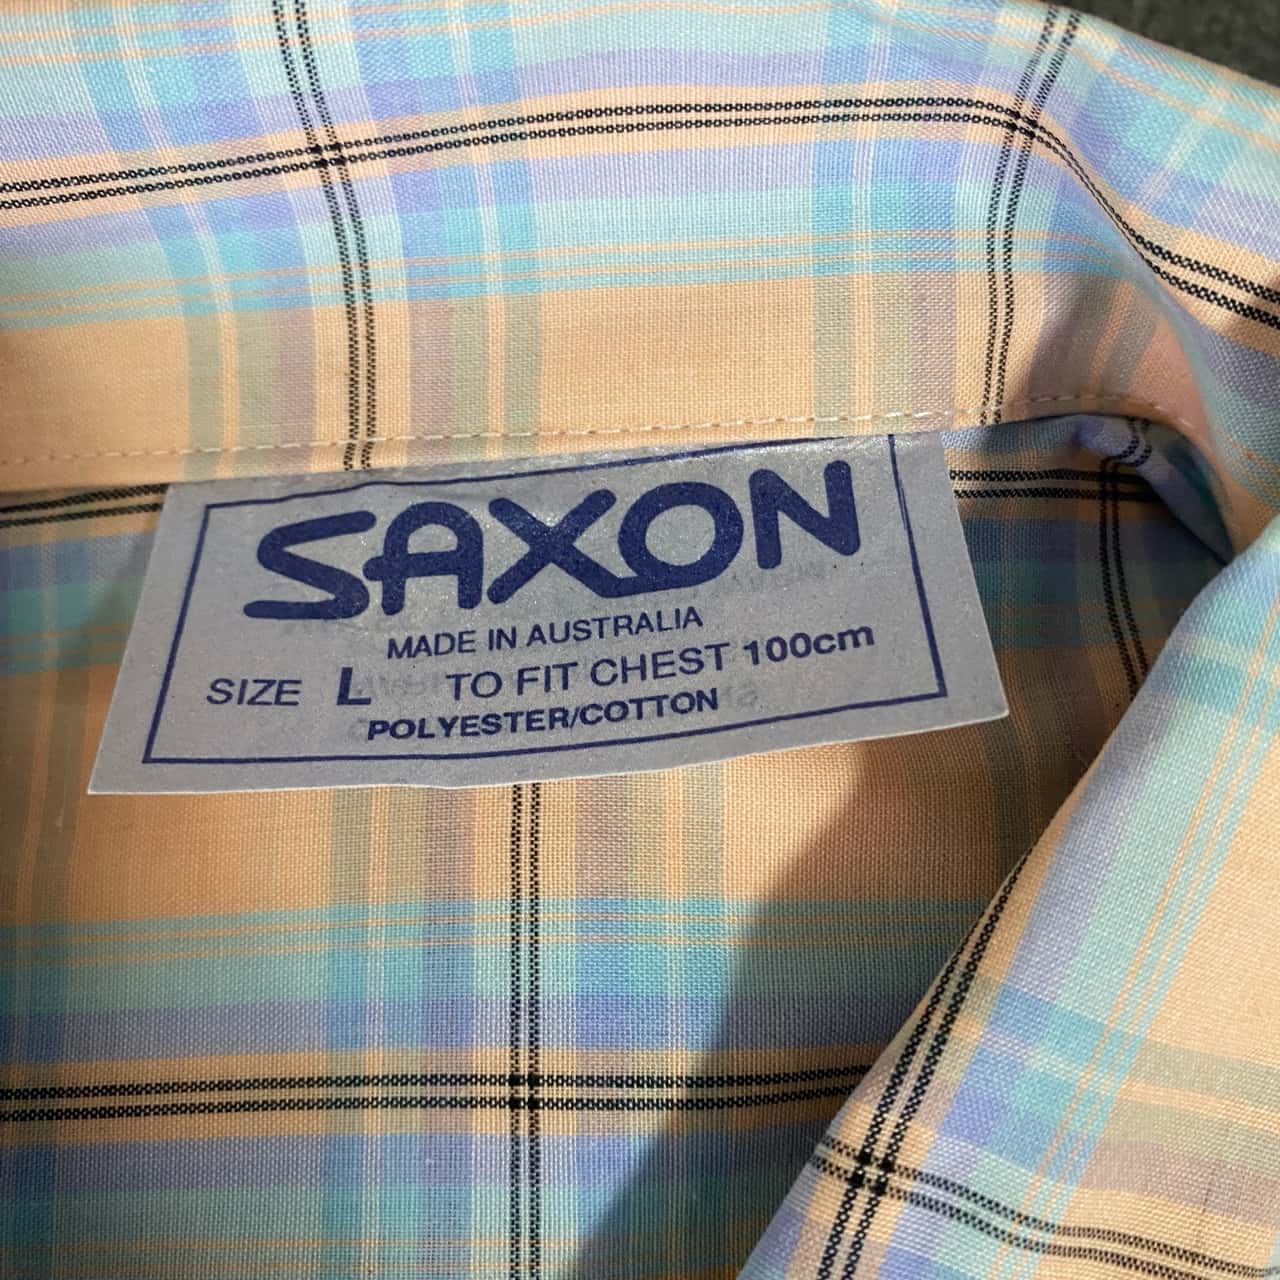 SAXON
MADE IN AUSTRALIA
SIZE L TO FIT CHEST 100cm
POLYESTER/COTTON